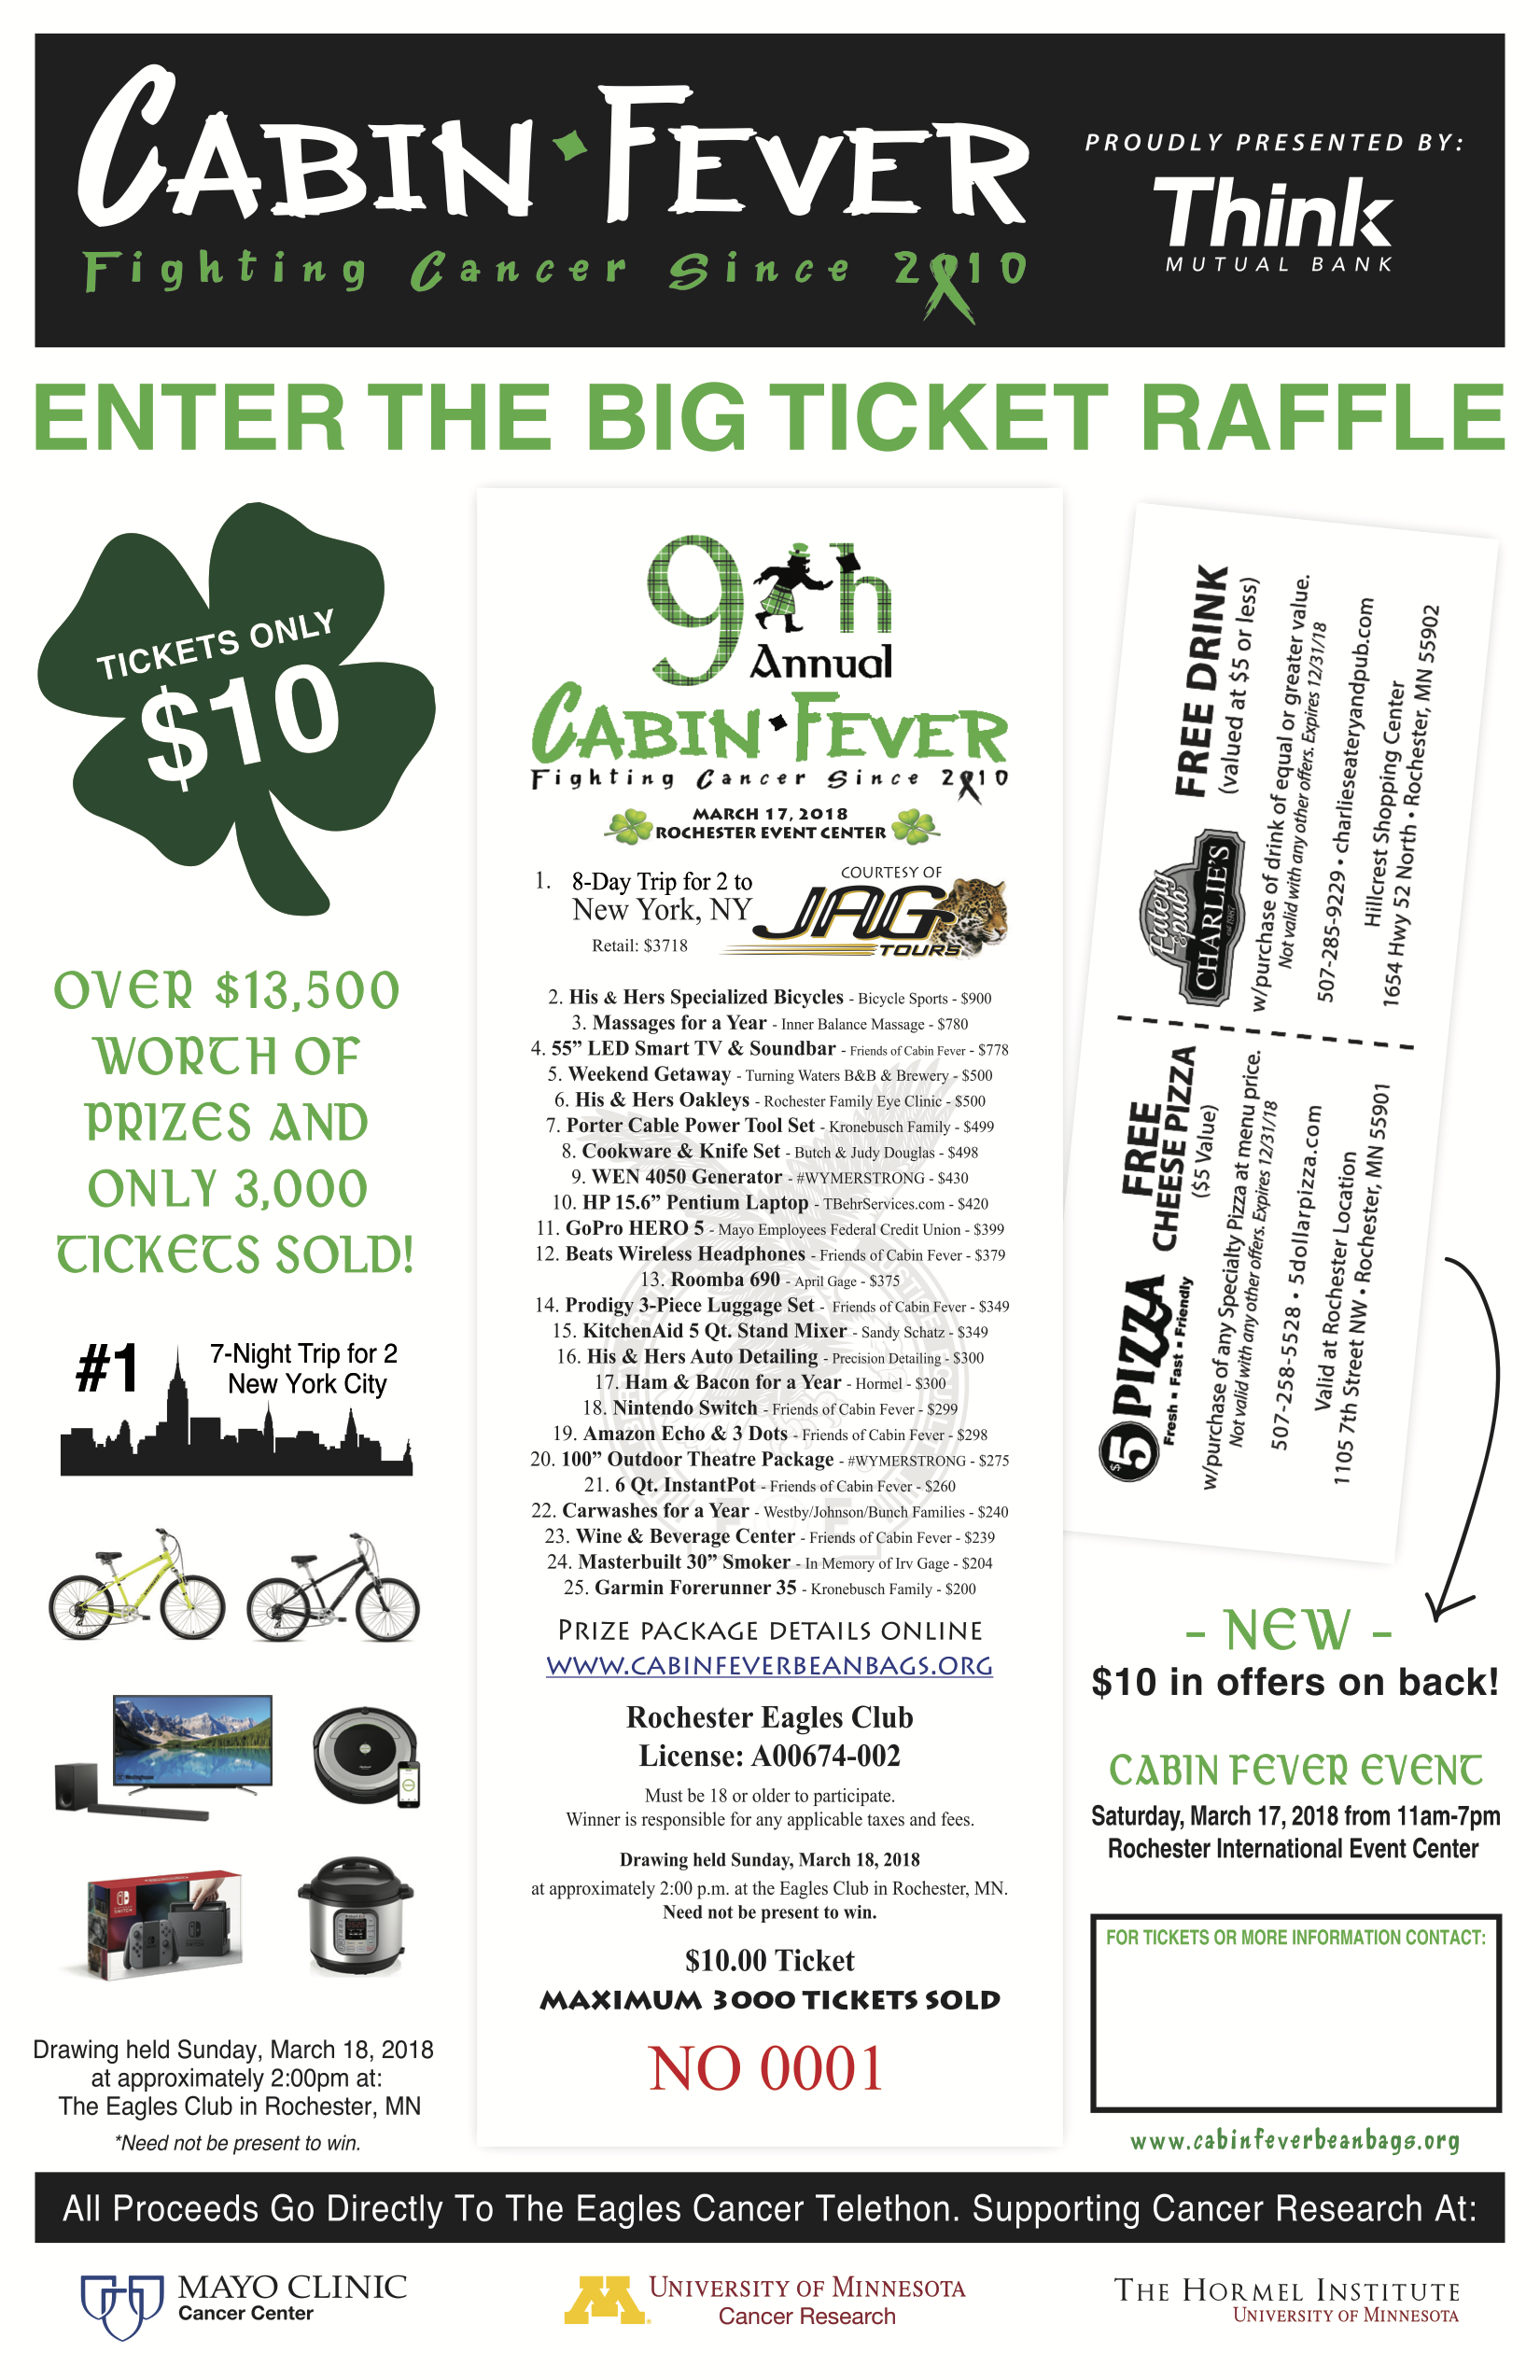 CABIN FEVER
Fighting Cancer Since 2010
PROUDLY PRESENTED BY:
Think
MUTUAL BANK
ENTER THE BIG TICKET RAFFLE
TICKETS ONLY
$10
OVER $13,500
WORTH OF
PRIZES AND
ONLY 3,000
TICKETS SOLD!
#1
7-Night Trip for 2
New York City
Drawing held Sunday, March 18, 2018
at approximately 2:00pm at:
The Eagles Club in Rochester, MN
*Need not be present to win.
9th
Annual
CABIN FEVER
Fighting Cancer Since 2010
MARCH 17, 2018
ROCHESTER EVENT CENTER
1. 8-Day Trip for 2 to
New York, NY
Retail: $3718
COURTESY OF
JAG
TOURS
2. His & Hers Specialized Bicycles - Bicycle Sports - $900
3. Massages for a Year - Inner Balance Massage - $780
4. 55” LED Smart TV & Soundbar - Friends of Cabin Fever - $778
5. Weekend Getaway - Turning Waters B&B & Brewery - $500
6. His & Hers Oakleys - Rochester Family Eye Clinic - $500
7. Porter Cable Power Tool Set - Kronebusch Family - $499
8. Cookware & Knife Set - Butch & Judy Douglas - $498
9. WEN 4050 Generator - #WYMERSTRONG - $430
10. HP 15.6” Pentium Laptop - TBehrServices.com - $420
11. GoPro HERO 5 - Mayo Employees Federal Credit Union - $399
12. Beats Wireless Headphones - Friends of Cabin Fever - $379
13. Roomba 690 - April Gage - $375
14. Prodigy 3-Piece Luggage Set - Friends of Cabin Fever - $349
15. KitchenAid 5 Qt. Stand Mixer - Sandy Schatz - $349
16. His & Hers Auto Detailing - Precision Detailing - $300
17. Ham & Bacon for a Year - Hormel - $300
18. Nintendo Switch - Friends of Cabin Fever - $299
19. Amazon Echo & 3 Dots - Friends of Cabin Fever - $298
20. 100” Outdoor Theatre Package - #WYMERSTRONG - $275
21. 6 Qt. InstantPot - Friends of Cabin Fever - $260
22. Carwashes for a Year - Westby/Johnson/Bunch Families - $240
23. Wine & Beverage Center - Friends of Cabin Fever - $239
24. Masterbuilt 30” Smoker - In Memory of Irv Gage - $204
25. Garmin Forerunner 35 - Kronebusch Family - $200
PRIZE PACKAGE DETAILS ONLINE
WWW.CABINFEVERBEANBAGS.ORG
Rochester Eagles Club
License: A00674-002
Must be 18 or older to participate.
Winner is responsible for any applicable taxes and fees.
Drawing held Sunday, March 18, 2018
at approximately 2:00 p.m. at the Eagles Club in Rochester, MN.
Need not be present to win.
$10.00 Ticket
MAXIMUM 3000 TICKETS SOLD
NO 0001
$5 PIZZA
Fresh • Fast • Friendly
FREE
CHEESE PIZZA
($5 Value)
w/purchase of any Specialty Pizza at menu price.
Not valid with any other offers. Expires 12/31/18
507-258-5528 • 5dollarpizza.com
Valid at Rochester Location
1105 7th Street NW • Rochester, MN 55901
Eatery & pub
CHARLIE'S
FREE DRINK
(valued at $5 or less)
w/purchase of drink of equal or greater value.
Not valid with any other offers. Expires 12/31/18
507-285-9229 • charlieseateryandpub.com
Hillcrest Shopping Center
1654 Hwy 52 North • Rochester, MN 55902
- NEW -
$10 in offers on back!
CABIN FEVER EVENT
Saturday, March 17, 2018 from 11am-7pm
Rochester International Event Center
FOR TICKETS OR MORE INFORMATION CONTACT:
www.cabinfeverbeanbags.org
All Proceeds Go Directly To The Eagles Cancer Telethon. Supporting Cancer Research At:
MAYO CLINIC
Cancer Center
UNIVERSITY OF MINNESOTA
Cancer Research
THE HORMEL INSTITUTE
UNIVERSITY OF MINNESOTA